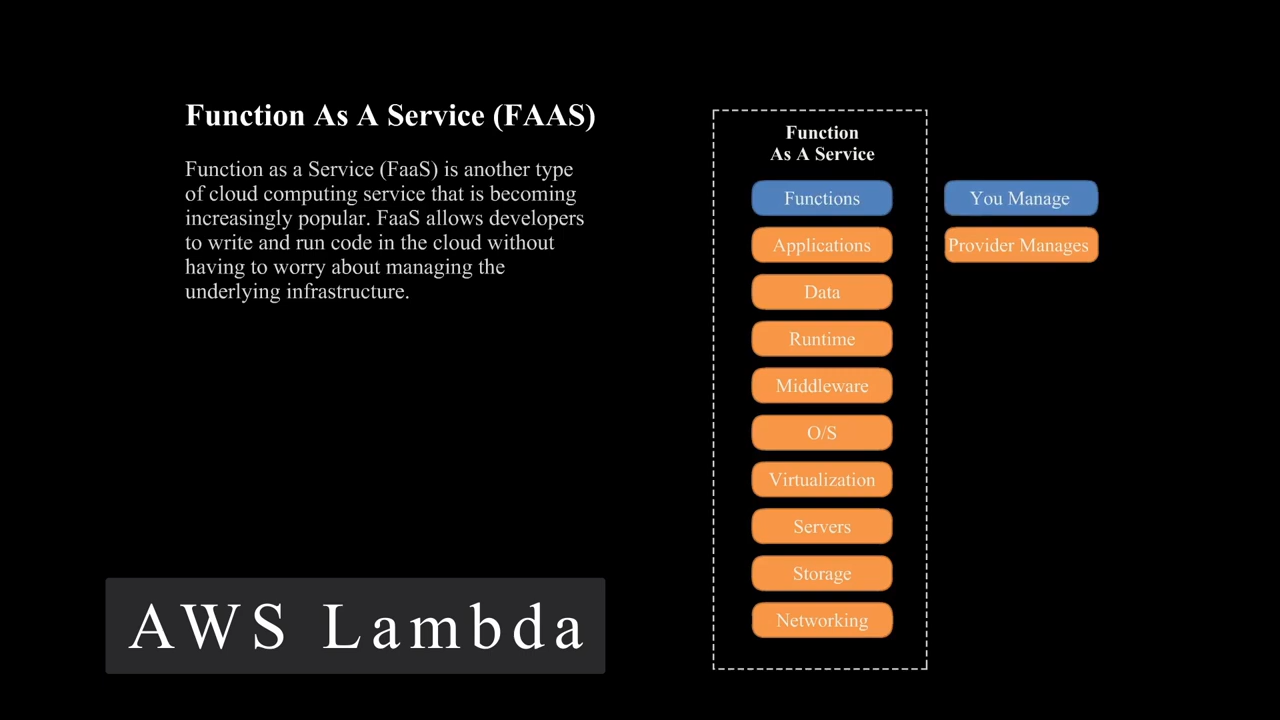 Function As A Service (FAAS)
Function as a Service (FaaS) is another type
of cloud computing service that is becoming
increasingly popular. FaaS allows developers
to write and run code in the cloud without
having to worry about managing the
underlying infrastructure.
AWS Lambda
Function
As A Service
Functions
Applications
Data
Runtime
Middleware
O/S
Virtualization
Servers
Storage
Networking
You Manage
Provider Manages